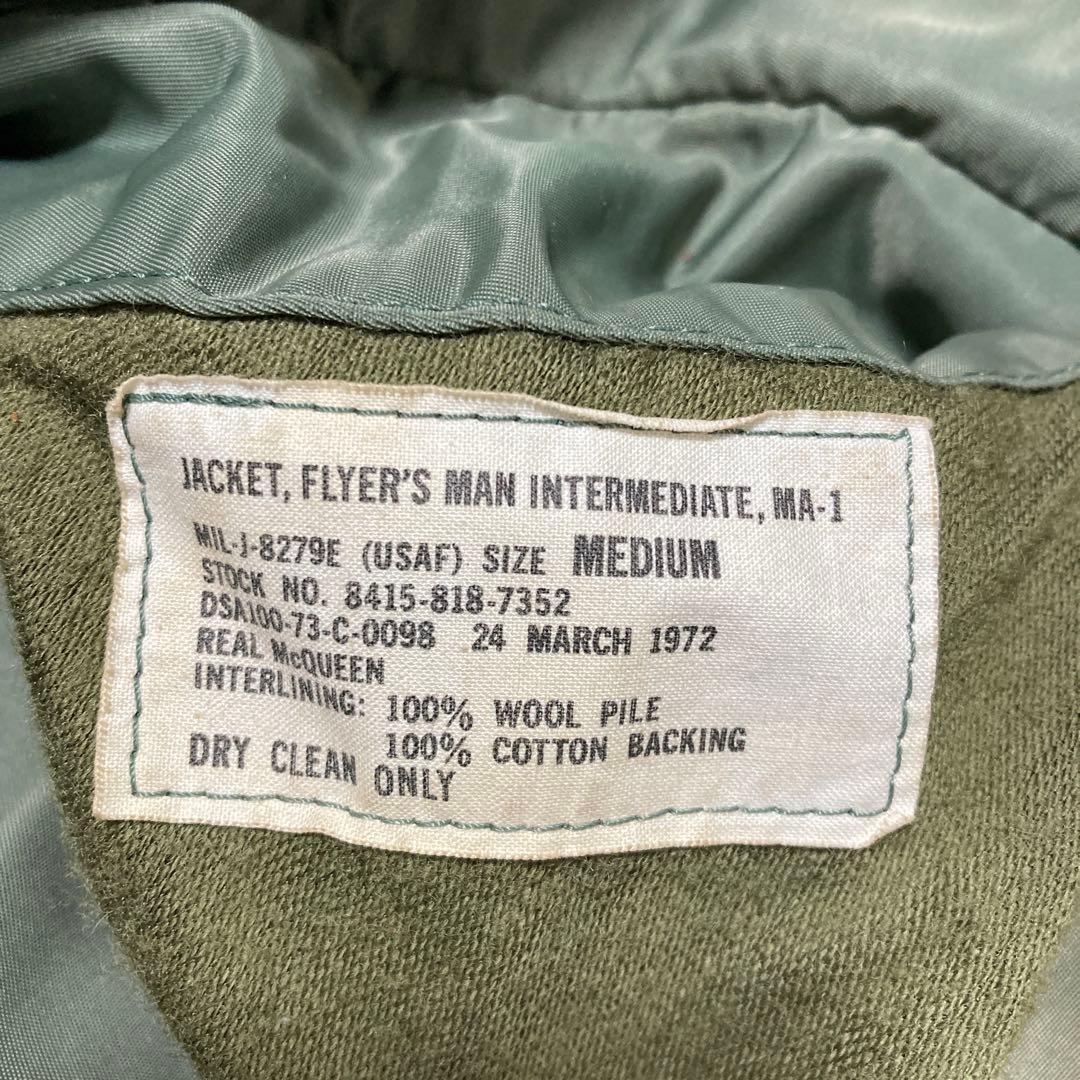 JACKET, FLYER'S MAN INTERMEDIATE, MA-1
MIL-J-8279E (USAF) SIZE MEDIUM
STOCK NO. 8415-818-7352
DSA100-73-C-0098 24 MARCH 1972
REAL McQUEEN
INTERLINING: 100% WOOL PILE
100% COTTON BACKING
DRY CLEAN ONLY